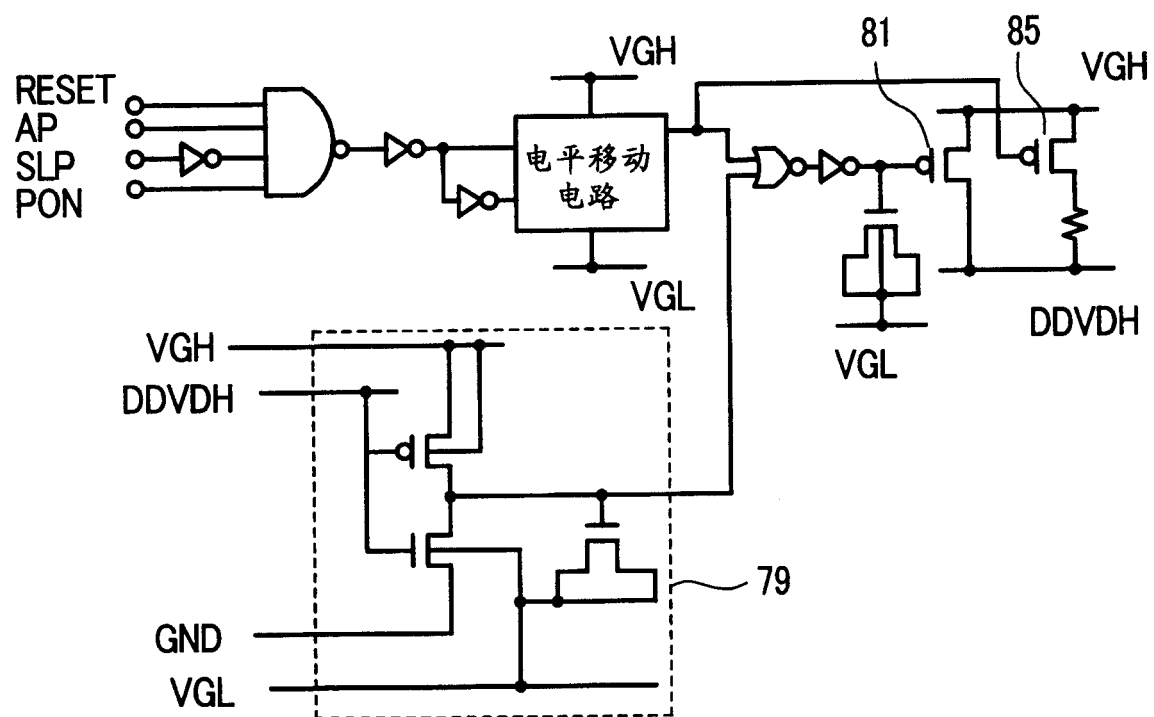 RESET
AP
SLP
PON
VGH
电平移动
电路
VGL
81
85
VGH
DDVDH
VGL
VGH
DDVDH
GND
VGL
79